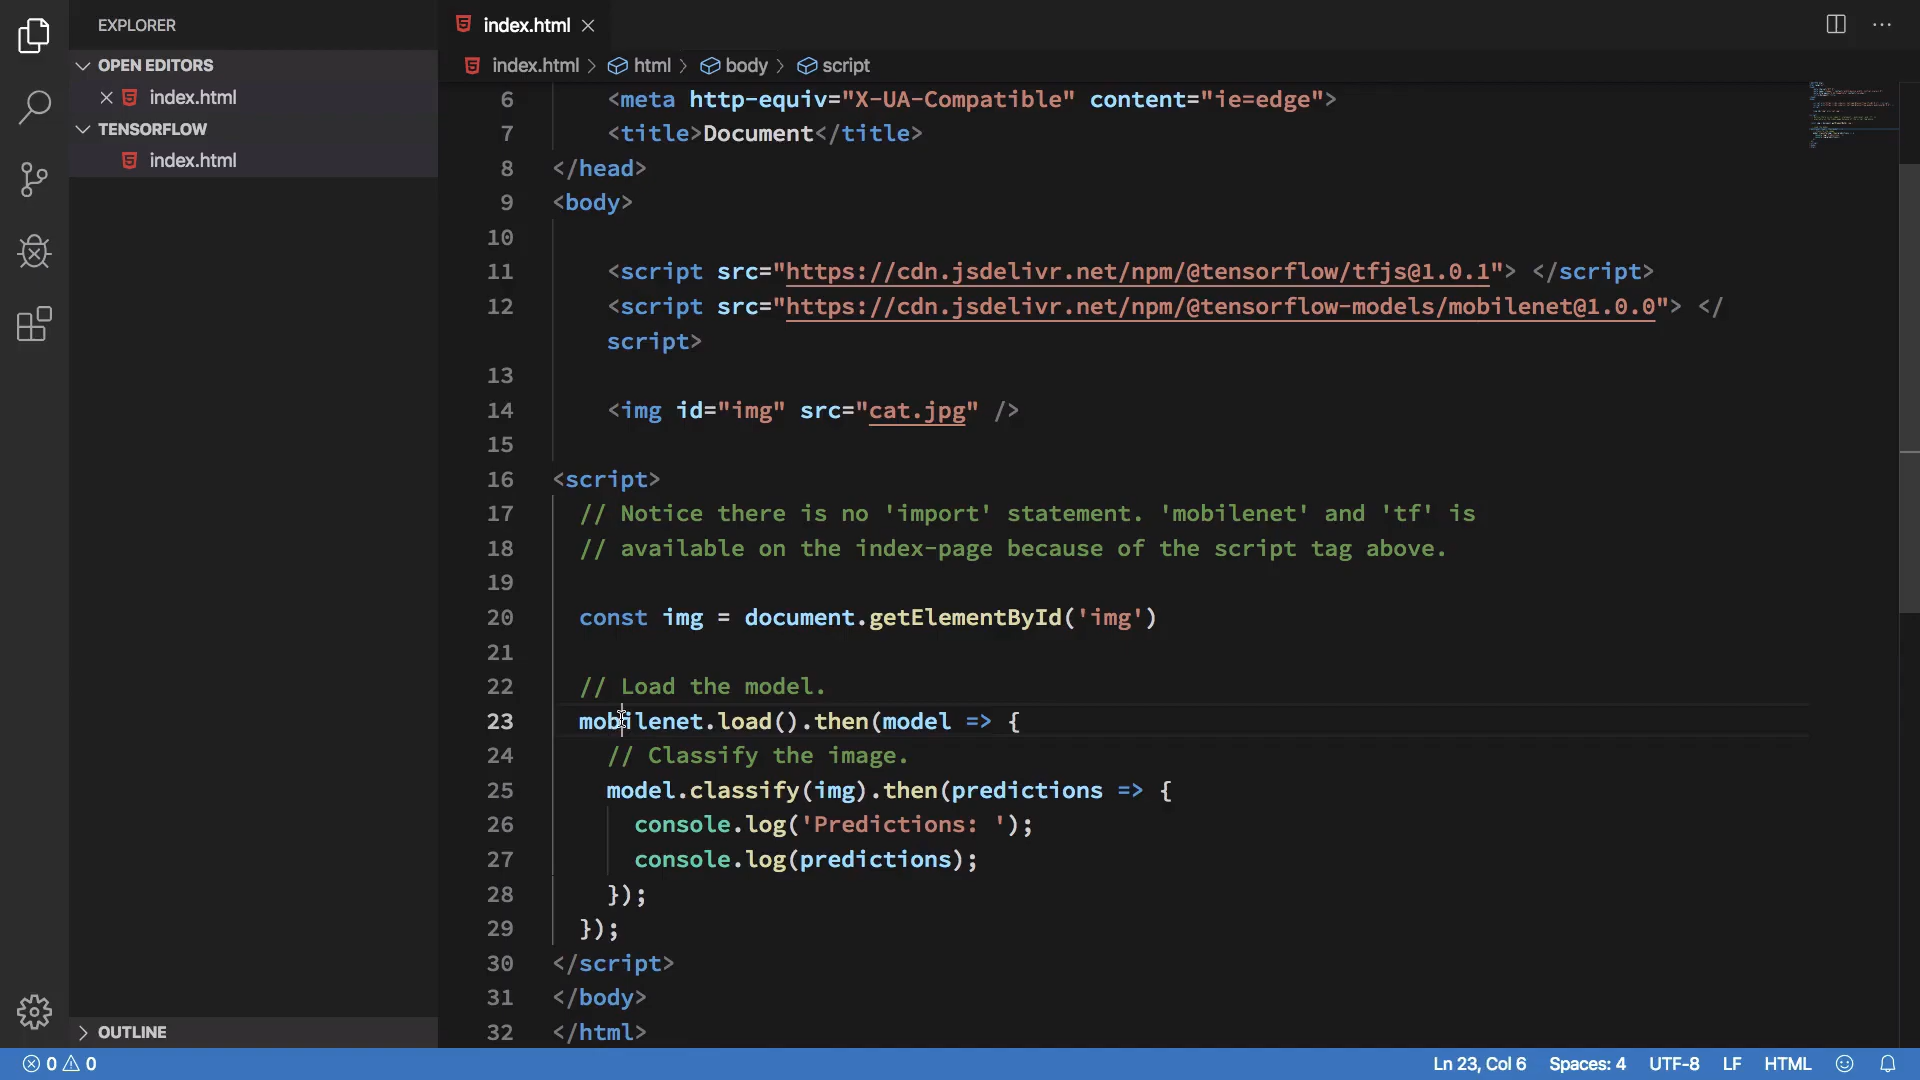 EXPLORER
OPEN EDITORS
index.html
TENSORFLOW
index.html
OUTLINE
index.html
index.html > html > body > script
6 <meta http-equiv="X-UA-Compatible" content="ie=edge">
7 <title>Document</title>
8 </head>
9 <body>
10
11 <script src="https://cdn.jsdelivr.net/npm/@tensorflow/tfjs@1.0.1"> </script>
12 <script src="https://cdn.jsdelivr.net/npm/@tensorflow-models/mobilenet@1.0.0"> </
script>
13
14 <img id="img" src="cat.jpg" />
15
16 <script>
17 // Notice there is no 'import' statement. 'mobilenet' and 'tf' is
18 // available on the index-page because of the script tag above.
19
20 const img = document.getElementById('img')
21
22 // Load the model.
23 mobilenet.load().then(model => {
24 // Classify the image.
25 model.classify(img).then(predictions => {
26 console.log('Predictions: ');
27 console.log(predictions);
28 });
29 });
30 </script>
31 </body>
32 </html>
0 0
Ln 23, Col 6 Spaces: 4 UTF-8 LF HTML